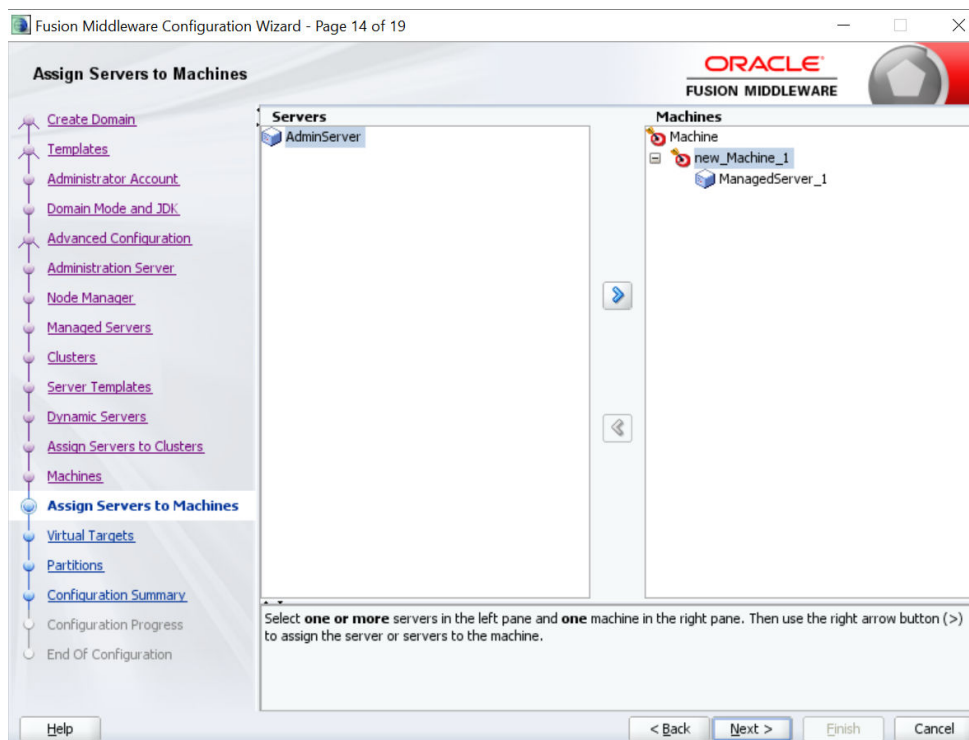 Fusion Middleware Configuration Wizard - Page 14 of 19
Assign Servers to Machines
ORACLE
FUSION MIDDLEWARE
Create Domain
Templates
Administrator Account
Domain Mode and JDK
Advanced Configuration
Administration Server
Node Manager
Managed Servers
Clusters
Server Templates
Dynamic Servers
Assign Servers to Clusters
Machines
Assign Servers to Machines
Virtual Targets
Partitions
Configuration Summary
Configuration Progress
End Of Configuration
Servers
AdminServer
Machines
Machine
new_Machine_1
ManagedServer_1
Select one or more servers in the left pane and one machine in the right pane. Then use the right arrow button (>)
to assign the server or servers to the machine.
Help
< Back
Next >
Finish
Cancel